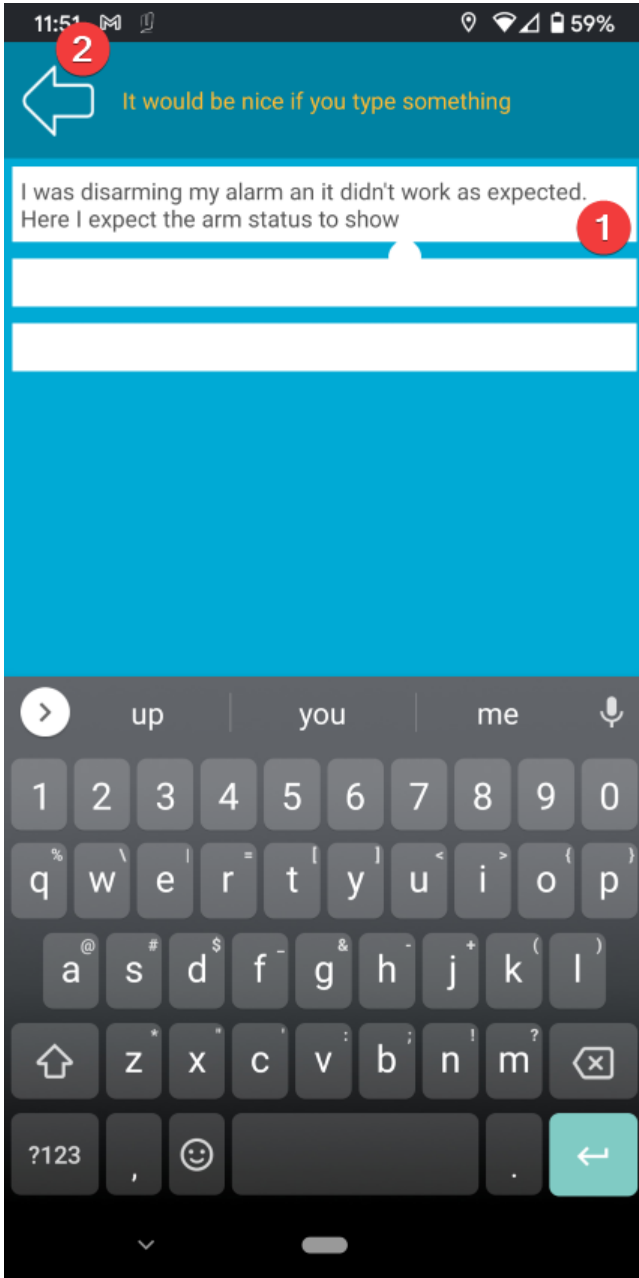 11:51 59%
2
It would be nice if you type something
I was disarming my alarm an it didn't work as expected.
Here I expect the arm status to show
1
up you me
1 2 3 4 5 6 7 8 9 0
% \ | = [ ] < > { }
q w e r t y u i o p
@ # $ _ & - + ( )
a s d f g h j k l
* " ' : ; ! ?
z x c v b n m
?123 , .